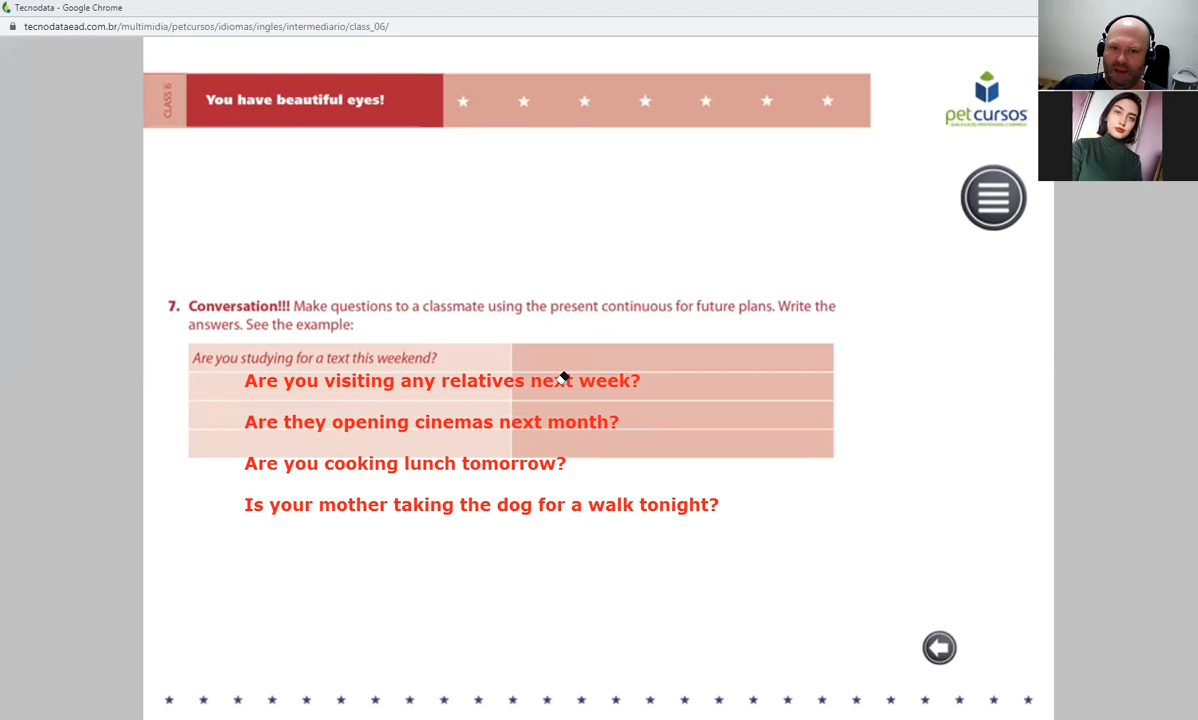 Tecnodata - Google Chrome
tecnodataead.com.br/multimidia/petcursos/idiomas/ingles/intermediario/class_06/
CLASS 6
You have beautiful eyes!
petcursos
7. Conversation!!! Make questions to a classmate using the present continuous for future plans. Write the
answers. See the example:
Are you studying for a text this weekend?
Are you visiting any relatives next week?
Are they opening cinemas next month?
Are you cooking lunch tomorrow?
Is your mother taking the dog for a walk tonight?